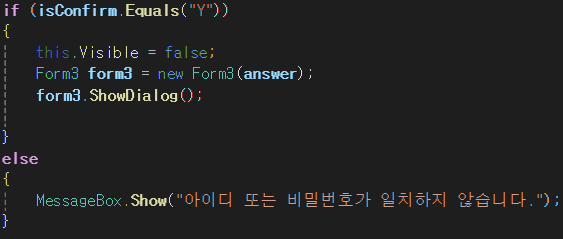 if (isConfirm.Equals("Y"))
{
this.Visible = false;
Form3 form3 = new Form3(answer);
form3.ShowDialog();
}
else
{
MessageBox.Show("아이디 또는 비밀번호가 일치하지 않습니다.");
}